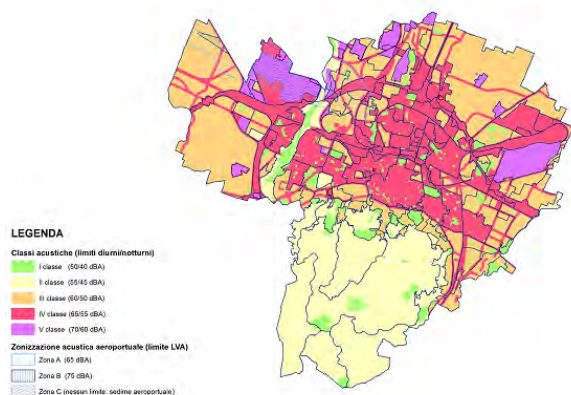 LEGENDA
Classi acustiche (limiti diurni/notturni)
I classe (50/40 dBA)
II classe (55/45 dBA)
III classe (60/50 dBA)
IV classe (65/55 dBA)
V classe (70/60 dBA)
Zonizzazione acustica aeroportuale (limite LVA)
Zona A (65 dBA)
Zona B (75 dBA)
Zona C (nessun limite: sedime aeroportuale)